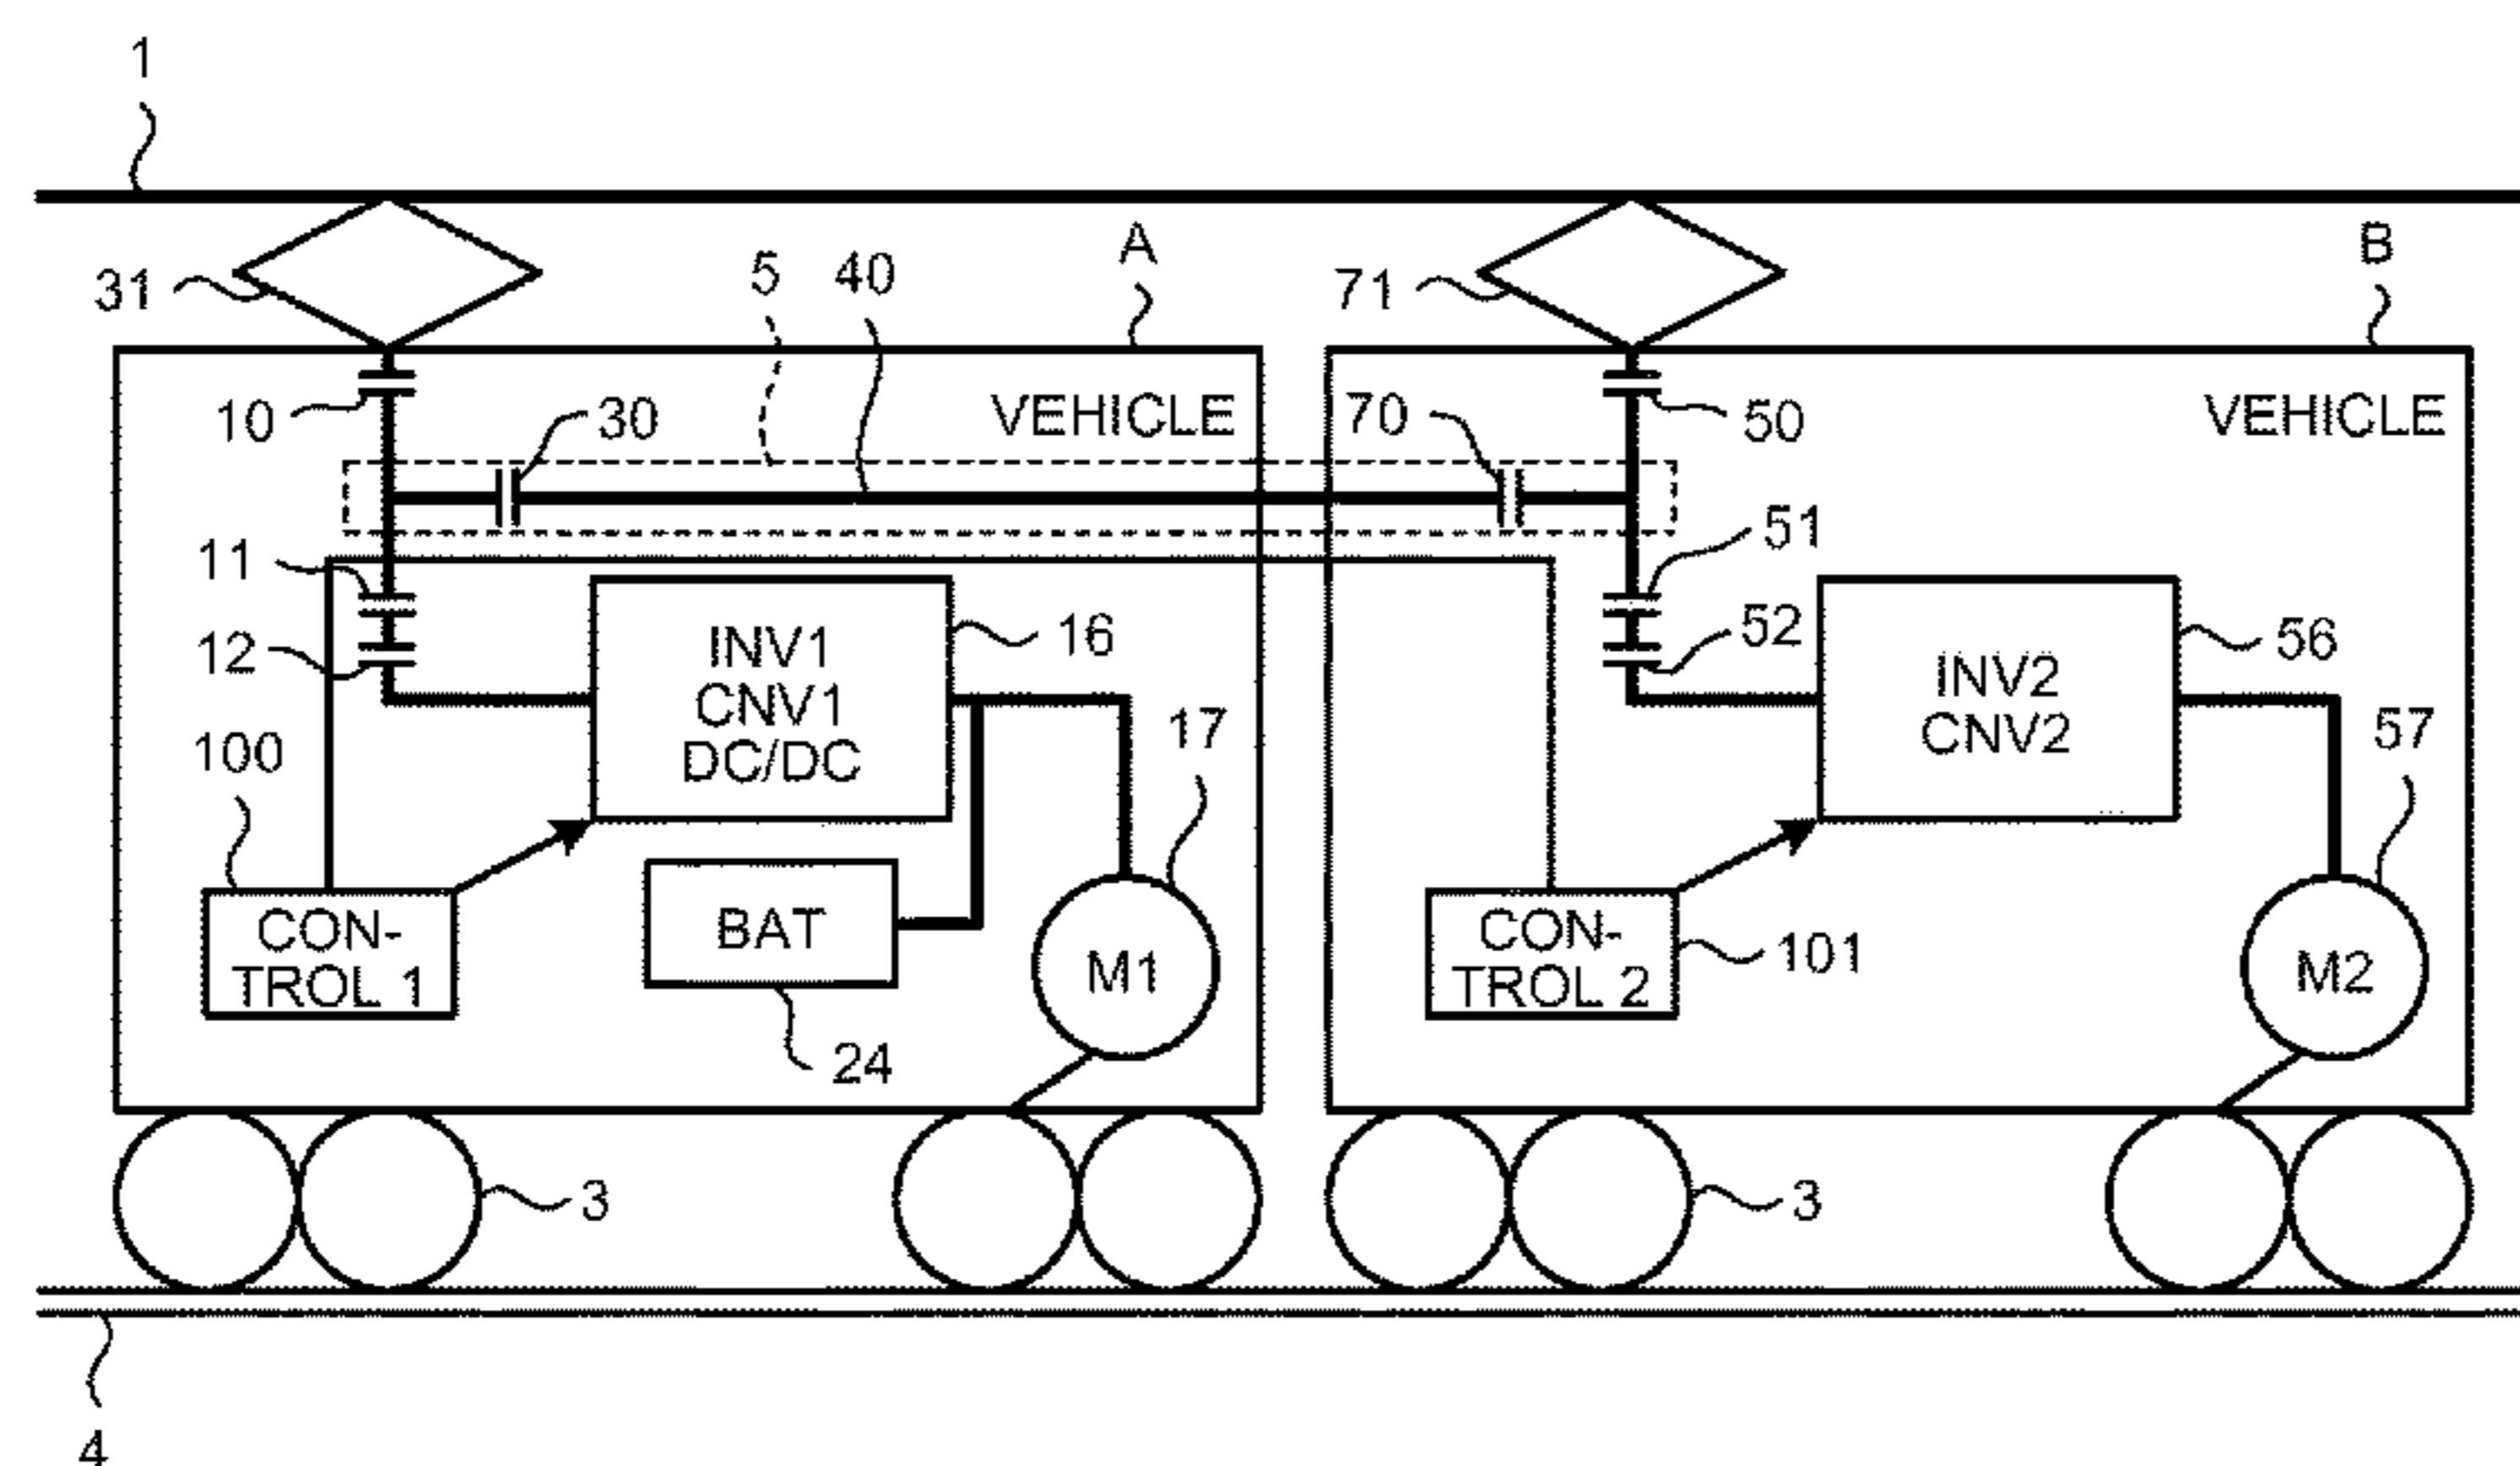 1
A
B
5
40
31
71
10
30
VEHICLE
70
50
VEHICLE
11
51
12
INV1
CNV1
DC/DC
16
52
INV2
CNV2
56
100
17
57
CON-
TROL 1
BAT
M1
CON-
TROL 2
101
M2
24
3
3
4